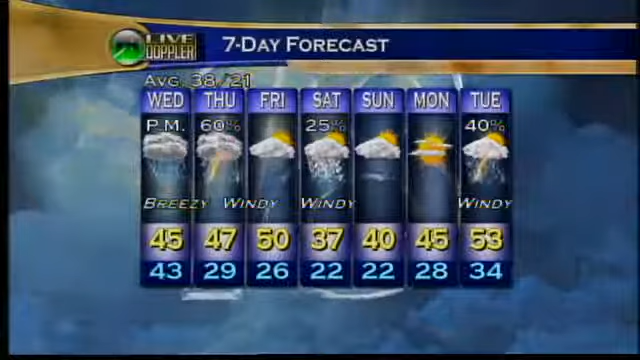 LIVE
DOPPLER
7-DAY FORECAST
AVG. 38/21
WED THU FRI SAT SUN MON TUE
P.M. 60% 25% 40%
BREEZY WINDY WINDY WINDY
45 47 50 37 40 45 53
43 29 26 22 22 28 34